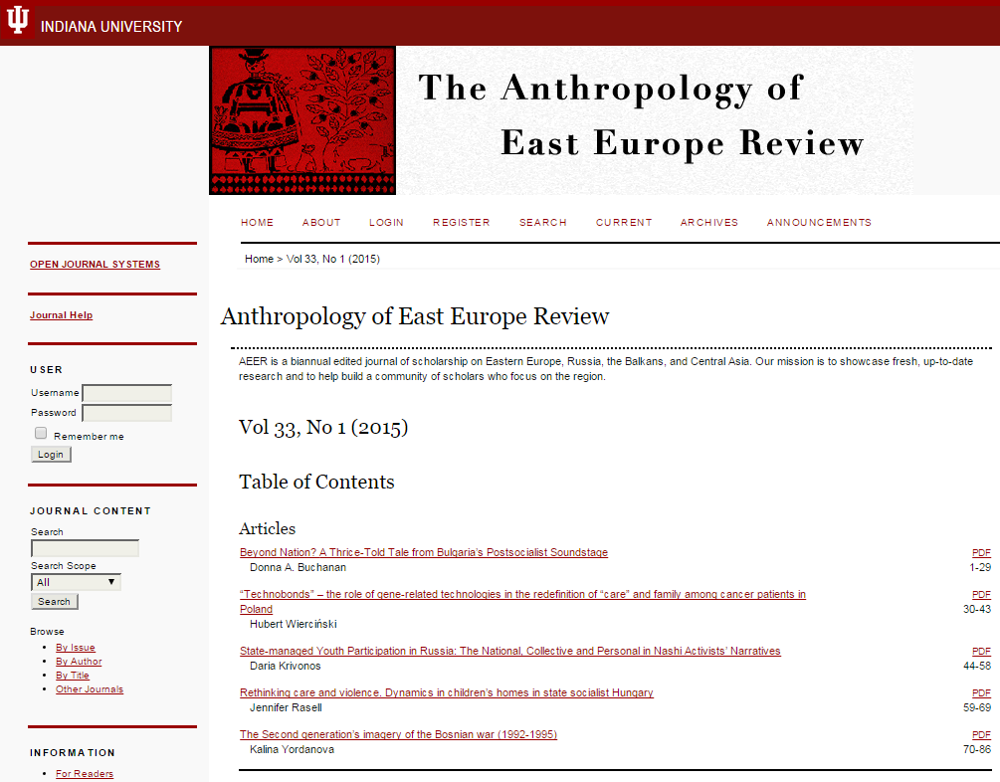 INDIANA UNIVERSITY
The Anthropology of
East Europe Review
HOME ABOUT LOGIN REGISTER SEARCH CURRENT ARCHIVES ANNOUNCEMENTS
Home > Vol 33, No 1 (2015)
OPEN JOURNAL SYSTEMS
Journal Help
USER
Username
Password
Remember me
Login
JOURNAL CONTENT
Search
Search Scope
All
Search
Browse
By Issue
By Author
By Title
Other Journals
INFORMATION
For Readers
Anthropology of East Europe Review
AEER is a biannual edited journal of scholarship on Eastern Europe, Russia, the Balkans, and Central Asia. Our mission is to showcase fresh, up-to-date
research and to help build a community of scholars who focus on the region.
Vol 33, No 1 (2015)
Table of Contents
Articles
Beyond Nation? A Thrice-Told Tale from Bulgaria's Postsocialist Soundstage PDF
Donna A. Buchanan 1-29
“Technobonds” – the role of gene-related technologies in the redefinition of “care” and family among cancer patients in PDF
Poland 30-43
Hubert Wierciński
State-managed Youth Participation in Russia: The National, Collective and Personal in Nashi Activists’ Narratives PDF
Daria Krivonos 44-58
Rethinking care and violence. Dynamics in children’s homes in state socialist Hungary PDF
Jennifer Rasell 59-69
The Second generation’s imagery of the Bosnian war (1992-1995) PDF
Kalina Yordanova 70-86